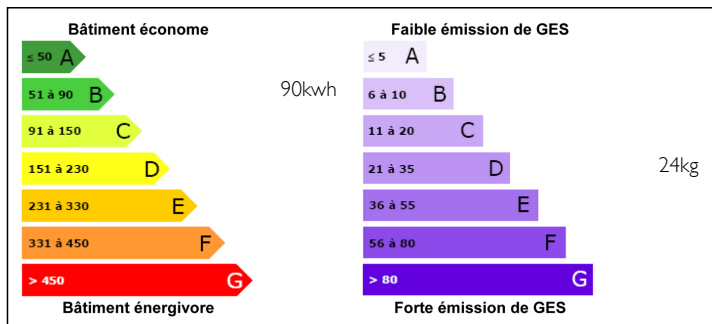 Bâtiment économe
≤ 50 A
51 à 90 B
90kwh
91 à 150 C
151 à 230 D
231 à 330 E
331 à 450 F
> 450 G
Bâtiment énergivore
Faible émission de GES
≤ 5 A
6 à 10 B
11 à 20 C
21 à 35 D
24kg
36 à 55 E
56 à 80 F
> 80 G
Forte émission de GES